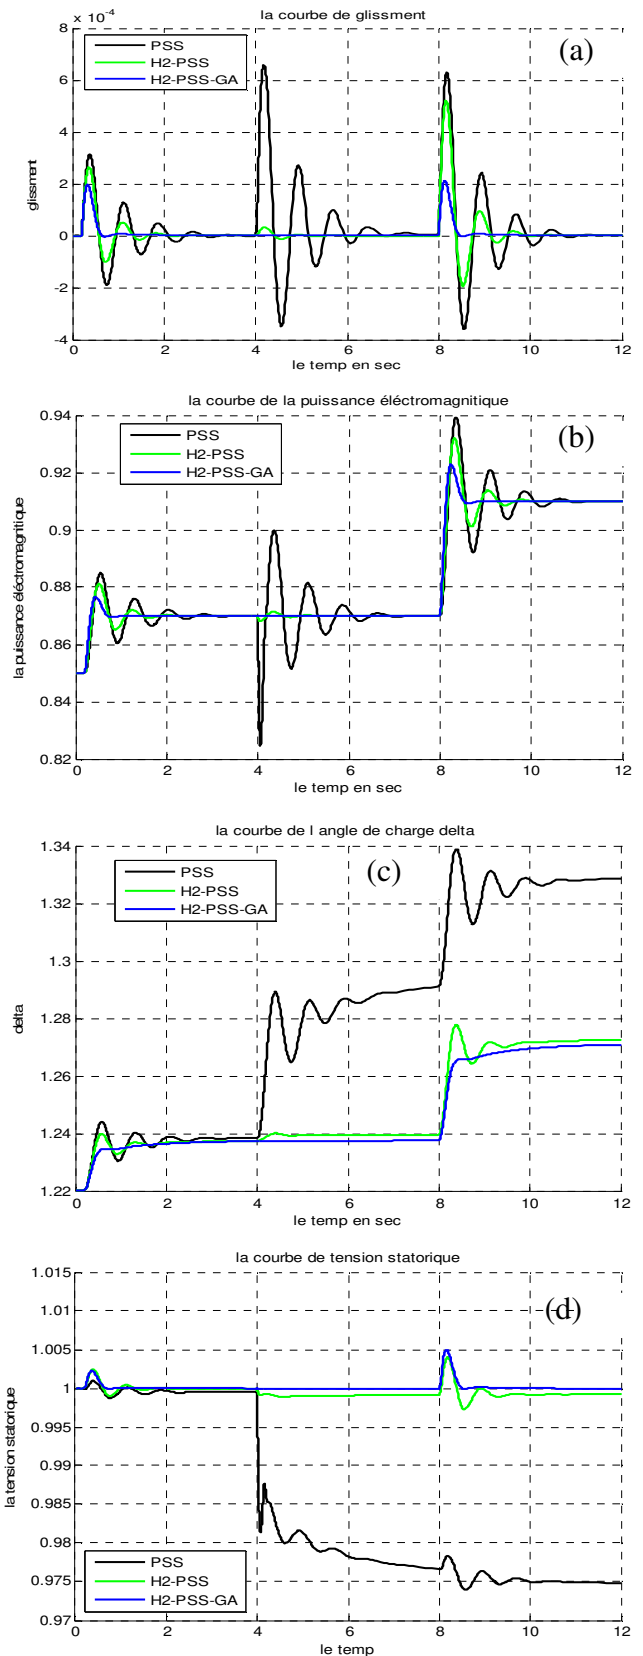 la courbe de glissment
x 10⁻⁴
(a)
PSS
H2-PSS
H2-PSS-GA
8
6
4
2
0
-2
-4
glissment
0 2 4 6 8 10 12
le temp en sec
la courbe de la puissance éléctromagnitique
(b)
PSS
H2-PSS
H2-PSS-GA
0.94
0.92
0.9
0.88
0.86
0.84
0.82
la puissance éléctromagnitique
0 2 4 6 8 10 12
le temp en sec
la courbe de l angle de charge delta
(c)
PSS
H2-PSS
H2-PSS-GA
1.34
1.32
1.3
1.28
1.26
1.24
1.22
delta
0 2 4 6 8 10 12
le temp en sec
la courbe de tension statorique
(d)
1.015
1.01
1.005
1
0.995
0.99
0.985
0.98
0.975
0.97
la tension statorique
PSS
H2-PSS
H2-PSS-GA
0 2 4 6 8 10 12
le temp